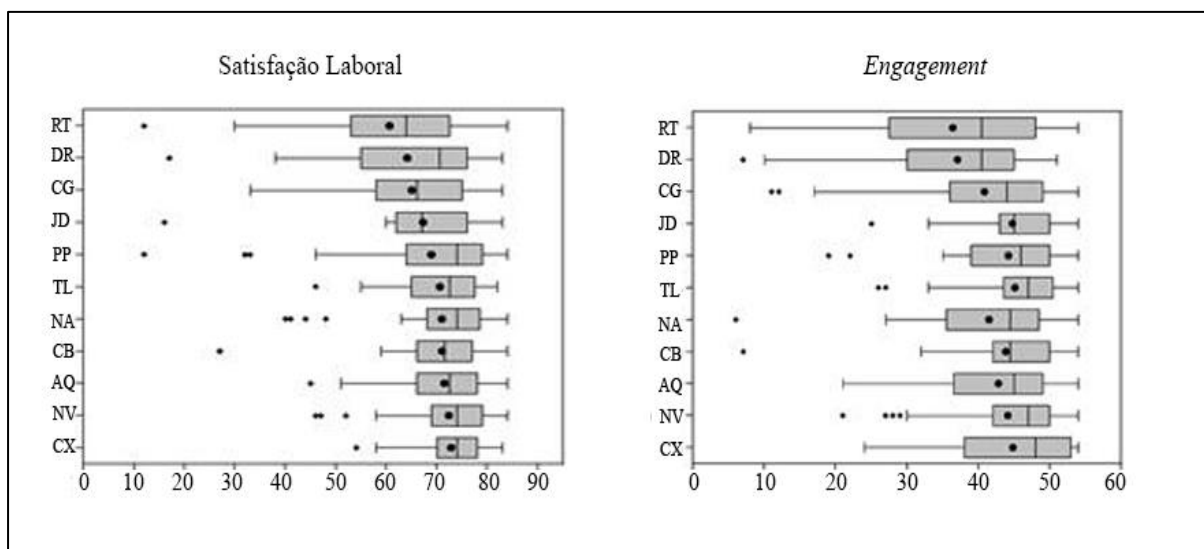 Satisfação Laboral
RT
DR
CG
JD
PP
TL
NA
CB
AQ
NV
CX
0 10 20 30 40 50 60 70 80 90
Engagement
RT
DR
CG
JD
PP
TL
NA
CB
AQ
NV
CX
0 10 20 30 40 50 60